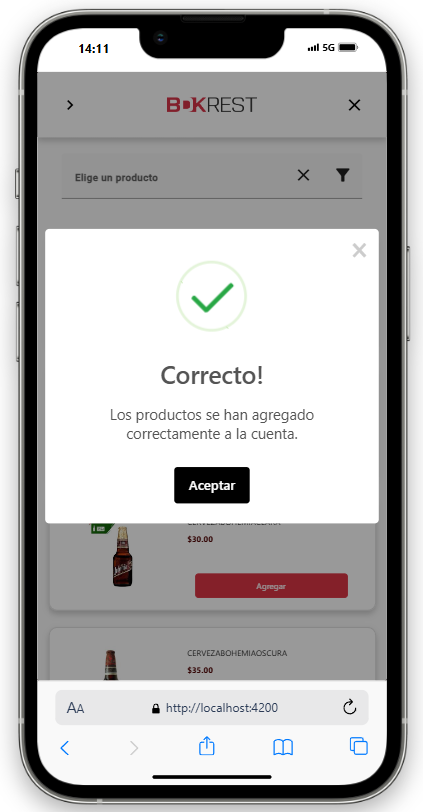 14:11
5G
BOKREST
Elige un producto
×
Correcto!
Los productos se han agregado
correctamente a la cuenta.
Aceptar
CERVEZABOHEMIACLARA
$30.00
Agregar
CERVEZABOHEMIAOSCURA
$35.00
AA
http://localhost:4200